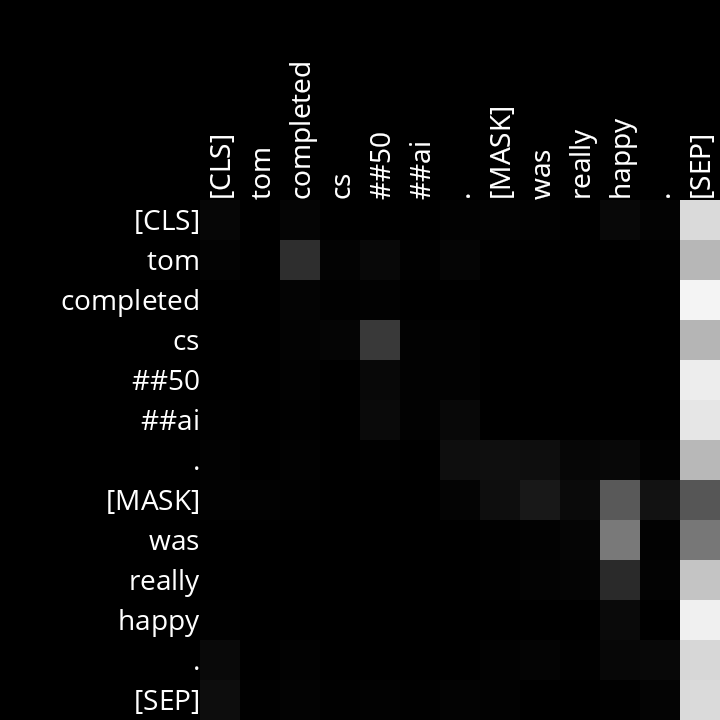 [CLS] tom completed cs ##50 ##ai . [MASK] was really happy . [SEP]
[CLS]
tom
completed
cs
##50
##ai
.
[MASK]
was
really
happy
.
[SEP]